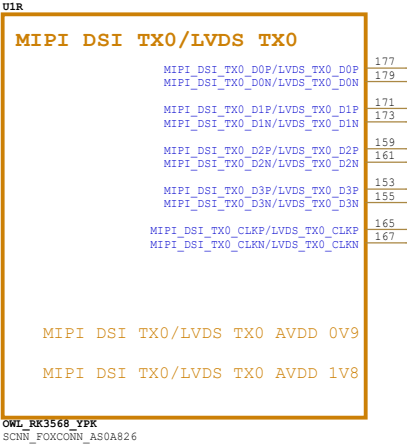 U1R
MIPI DSI TX0/LVDS TX0
MIPI_DSI_TX0_D0P/LVDS_TX0_D0P 177
MIPI_DSI_TX0_D0N/LVDS_TX0_D0N 179
MIPI_DSI_TX0_D1P/LVDS_TX0_D1P 171
MIPI_DSI_TX0_D1N/LVDS_TX0_D1N 173
MIPI_DSI_TX0_D2P/LVDS_TX0_D2P 159
MIPI_DSI_TX0_D2N/LVDS_TX0_D2N 161
MIPI_DSI_TX0_D3P/LVDS_TX0_D3P 153
MIPI_DSI_TX0_D3N/LVDS_TX0_D3N 155
MIPI_DSI_TX0_CLKP/LVDS_TX0_CLKP 165
MIPI_DSI_TX0_CLKN/LVDS_TX0_CLKN 167
MIPI DSI TX0/LVDS TX0 AVDD 0V9
MIPI DSI TX0/LVDS TX0 AVDD 1V8
OWL_RK3568_YPK
SCNN_FOXCONN_AS0A826